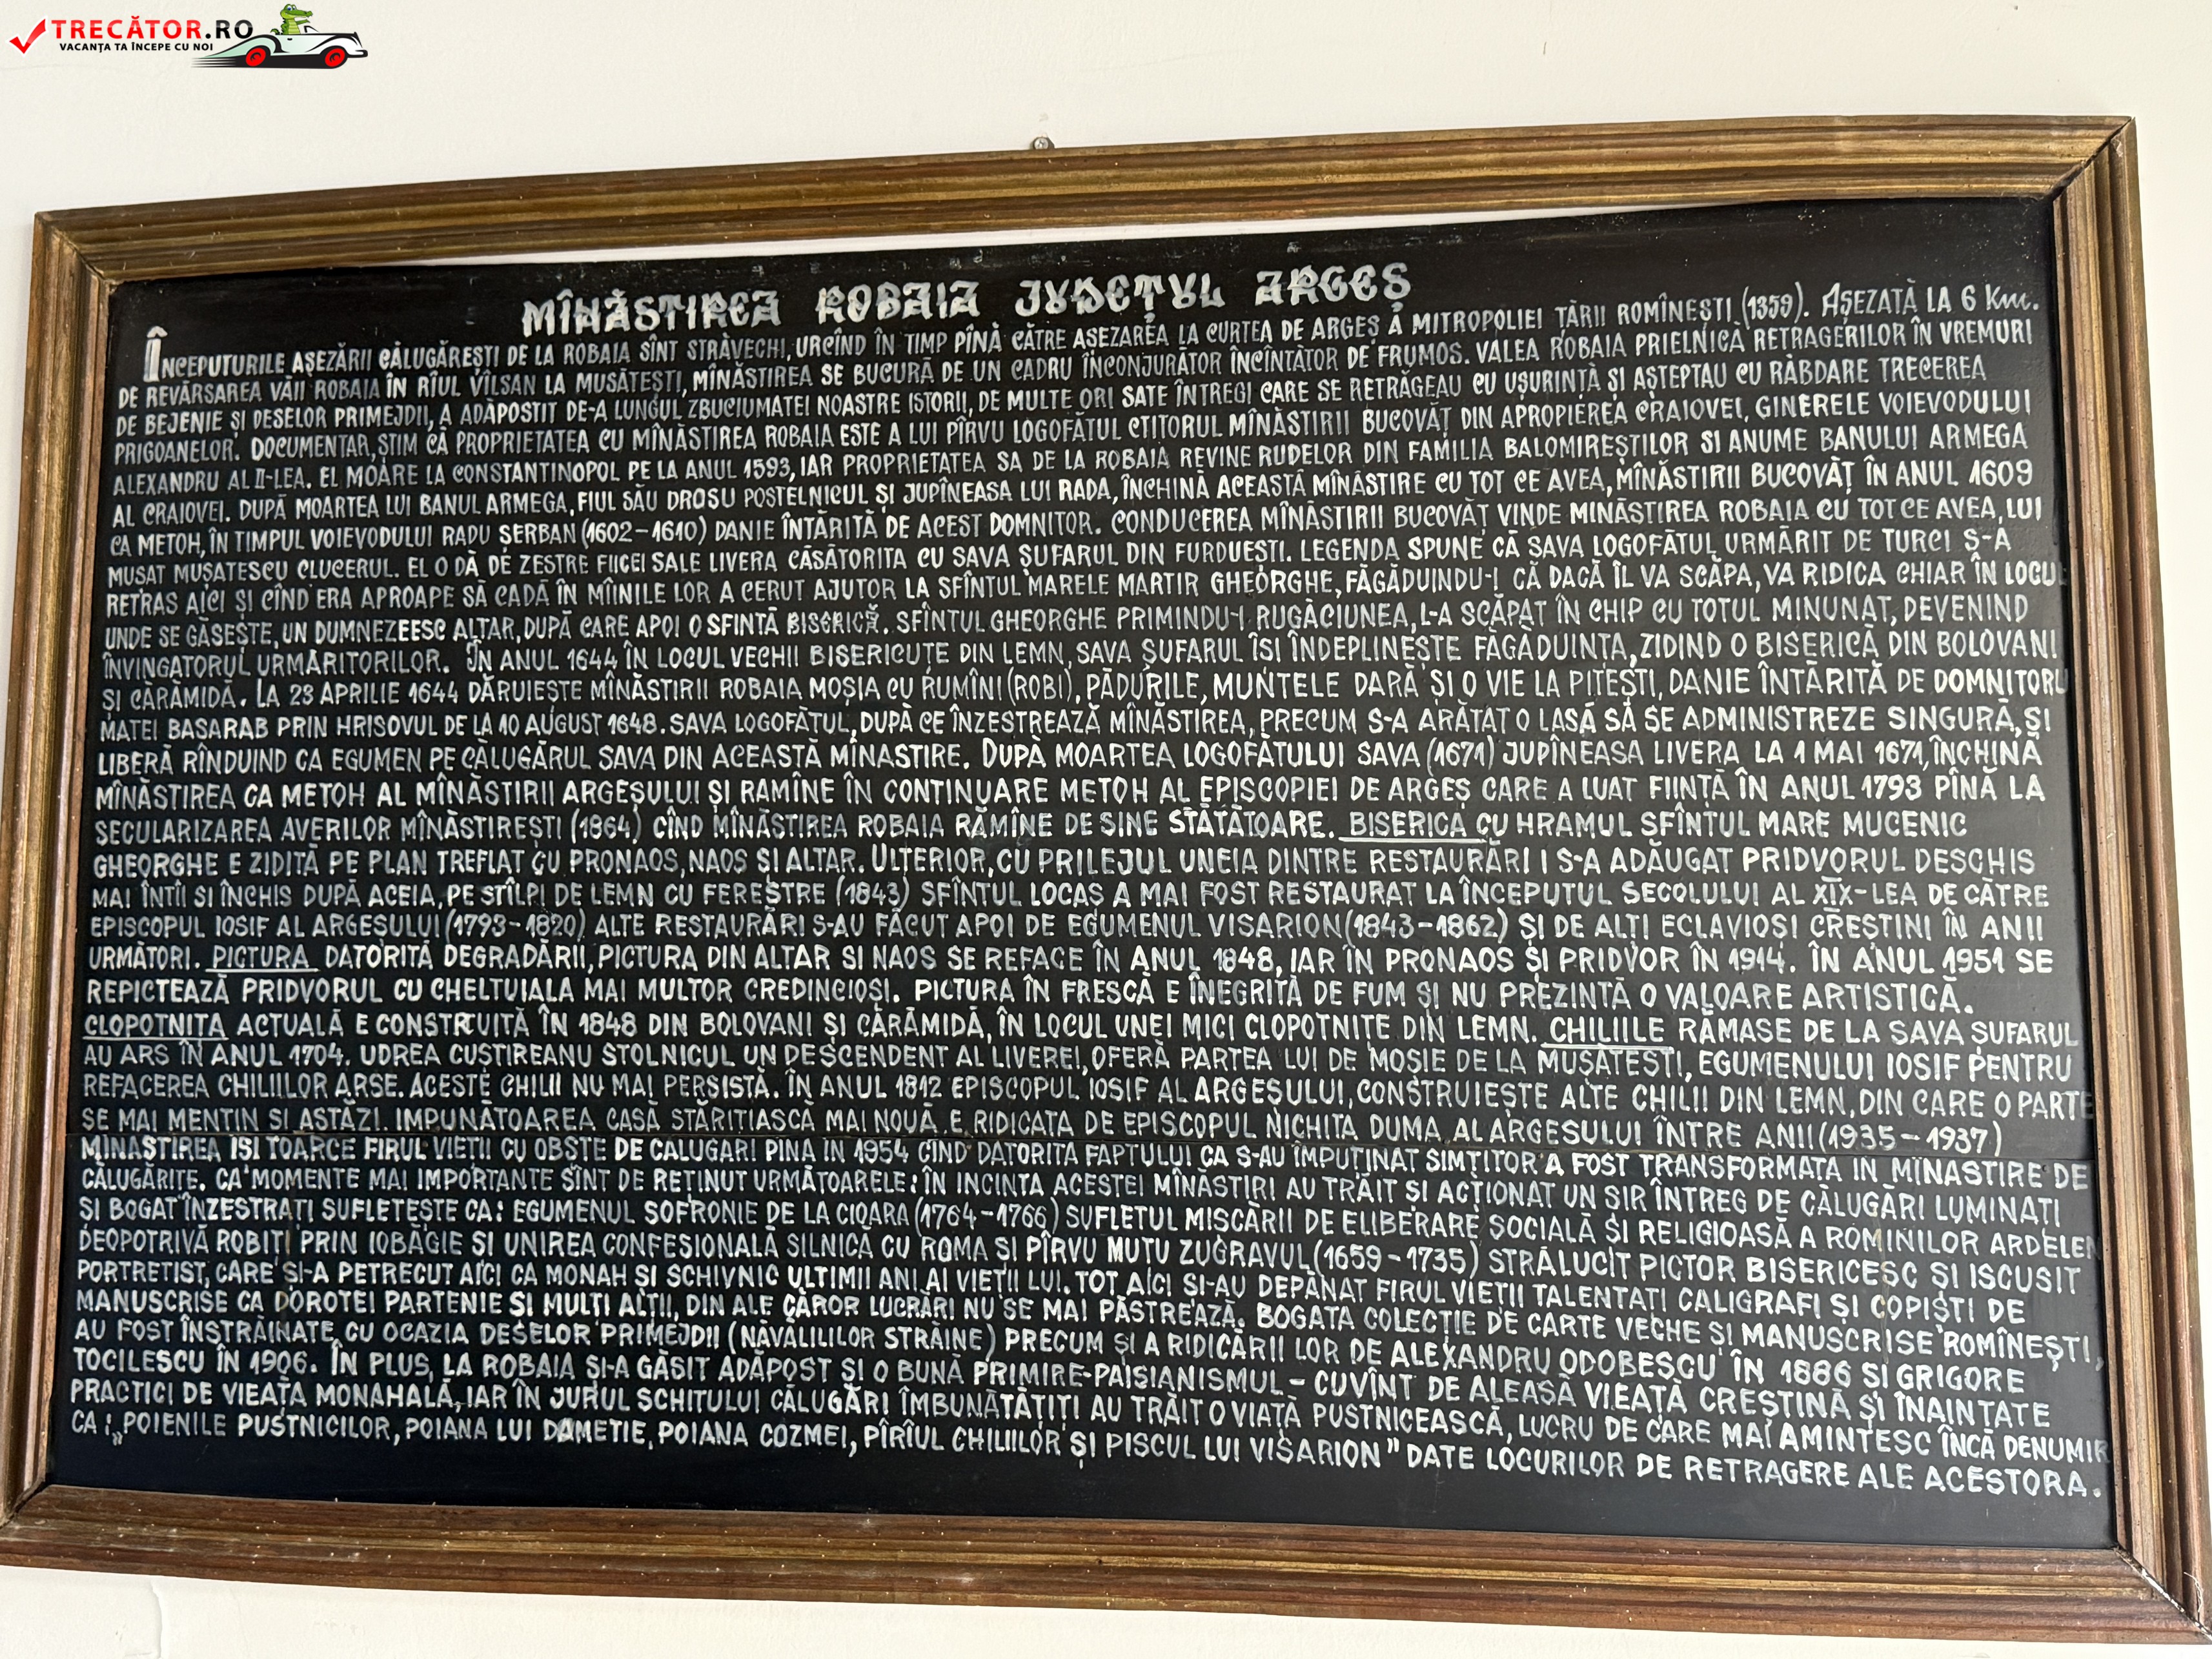 TRECĂTOR.RO
VACANȚA TA ÎNCEPE CU NOI
MÎNĂSTIREA ROBAIA JUDEȚUL ARGEȘ
ÎNCEPUTURILE AȘEZĂRII CĂLUGĂREȘTI DE LA ROBAIA SÎNT STRĂVECHI, URCÎND ÎN TIMP PÎNĂ CĂTRE AȘEZAREA LA CURTEA DE ARGEȘ A MITROPOLIEI ȚĂRII ROMÎNEȘTI (1359). AȘEZATĂ LA 6 Km.
DE REVĂRSAREA VĂII ROBAIA ÎN RÎUL VÎLSAN LA MUSĂTEȘTI, MÎNĂSTIREA SE BUCURĂ DE UN CADRU ÎNCONJURĂTOR ÎNCÎNTĂTOR DE FRUMOS. VALEA ROBAIA PRIELNICĂ RETRAGERILOR ÎN VREMURI
DE BEJENIE ȘI DESELOR PRIMEJDII, A ADĂPOSTIT DE-A LUNGUL ZBUCIUMATEI NOASTRE ISTORII, DE MULTE ORI SATE ÎNTREGI CARE SE RETRĂGEAU CU UȘURINȚĂ ȘI AȘTEPTAU CU RĂBDARE TRECEREA
PRIGOANELOR. DOCUMENTAR, ȘTIM CĂ PROPRIETATEA CU MÎNĂSTIREA ROBAIA ESTE A LUI PÎRVU LOGOFĂTUL CTITORUL MÎNĂSTIRII BUCOVĂȚ DIN APROPIEREA CRAIOVEI, GINERELE VOIEVODULUI
ALEXANDRU AL II-LEA. EL MOARE LA CONSTANTINOPOL PE LA ANUL 1593, IAR PROPRIETATEA SA DE LA ROBAIA REVINE RUDELOR DIN FAMILIA BALOMIREȘTILOR SI ANUME BANULUI ARMEGA
AL CRAIOVEI. DUPĂ MOARTEA LUI BANUL ARMEGA, FIUL SĂU DROSU POSTELNICUL ȘI JUPÎNEASA LUI RADA, ÎNCHINĂ ACEASTĂ MÎNĂSTIRE CU TOT CE AVEA, MÎNĂSTIRII BUCOVĂȚ ÎN ANUL 1609
CA METOH, ÎN TIMPUL VOIEVODULUI RADU ȘERBAN (1602-1610) DANIE ÎNTĂRITĂ DE ACEST DOMNITOR. CONDUCEREA MÎNĂSTIRII BUCOVĂȚ VINDE MINĂSTIREA ROBAIA CU TOT CE AVEA, LUI
MUSAT MUȘATESCU CLUCERUL. EL O DĂ DE ZESTRE FIICEI SALE LIVERA CĂSĂTORITA CU SAVA ȘUFARUL DIN FURDUEȘTI. LEGENDA SPUNE CĂ SAVA LOGOFĂTUL URMĂRIT DE TURCI S-A
RETRAS AICI ȘI CÎND ERA APROAPE SĂ CADĂ ÎN MÎINILE LOR A CERUT AJUTOR LA SFÎNTUL MARELE MARTIR GHEORGHE, FĂGĂDUINDU-I CĂ DACĂ ÎL VA SCĂPA, VA RIDICA CHIAR ÎN LOCUL
UNDE SE GĂSEȘTE, UN DUMNEZEESC ALTAR, DUPĂ CARE APOI O SFINTĂ BISERICĂ. SFÎNTUL GHEORGHE PRIMINDU-I RUGĂCIUNEA, L-A SCĂPAT ÎN CHIP CU TOTUL MINUNAT, DEVENIND
ÎNVINGATORUL URMĂRITORILOR. ÎN ANUL 1644 ÎN LOCUL VECHII BISERICUȚE DIN LEMN, SAVA ȘUFARUL ÎSI ÎNDEPLINEȘTE FĂGĂDUINȚA, ZIDIND O BISERICĂ DIN BOLOVANI
ȘI CĂRĂMIDĂ. LA 23 APRILIE 1644 DĂRUIEȘTE MÎNĂSTIRII ROBAIA MOȘIA CU RUMÎNI (ROBI), PĂDURILE, MUNTELE DARĂ ȘI O VIE LA PITEȘTI, DANIE ÎNTĂRITĂ DE DOMNITORU
MATEI BASARAB PRIN HRISOVUL DE LA 10 AUGUST 1648. SAVA LOGOFĂTUL, DUPĂ CE ÎNZESTREAZĂ MÎNĂSTIREA, PRECUM S-A ARĂTAT O LASĂ SĂ SE ADMINISTREZE SINGURĂ, ȘI
LIBERĂ RÎNDUIND CA EGUMEN PE CĂLUGĂRUL SAVA DIN ACEASTĂ MÎNASTIRE. DUPĂ MOARTEA LOGOFĂTULUI SAVA (1671) JUPÎNEASA LIVERA LA 1 MAI 1671, ÎNCHINĂ
MÎNĂSTIREA CA METOH AL MÎNĂSTIRII ARGEȘULUI ȘI RAMÎNE ÎN CONTINUARE METOH AL EPISCOPIEI DE ARGEȘ CARE A LUAT FIINȚĂ ÎN ANUL 1793 PÎNĂ LA
SECULARIZAREA AVERILOR MÎNĂSTIREȘTI (1864) CÎND MÎNĂSTIREA ROBAIA RĂMÎNE DE SINE STĂTĂTOARE. BISERICA CU HRAMUL SFÎNTUL MARE MUCENIC
GHEORGHE E ZIDITĂ PE PLAN TREFLAT CU PRONAOS, NAOS ȘI ALTAR. ULTERIOR, CU PRILEJUL UNEIA DINTRE RESTAURĂRI I S-A ADĂUGAT PRIDVORUL DESCHIS
MAI ÎNTÎI SI ÎNCHIS DUPĂ ACEIA, PE STÎLPI DE LEMN CU FERESTRE (1843) SFÎNTUL LOCAȘ A MAI FOST RESTAURAT LA ÎNCEPUTUL SECOLULUI AL XIX-LEA DE CĂTRE
EPISCOPUL IOSIF AL ARGEȘULUI (1793-1820) ALTE RESTAURĂRI S-AU FĂCUT APOI DE EGUMENUL VISARION (1843-1862) ȘI DE ALȚI ECLAVIOȘI CREȘTINI ÎN ANII
URMĂTORI. PICTURA DATORITĂ DEGRADĂRII, PICTURA DIN ALTAR SI NAOS SE REFACE ÎN ANUL 1848, IAR ÎN PRONAOS ȘI PRIDVOR ÎN 1914. ÎN ANUL 1951 SE
REPICTEAZĂ PRIDVORUL CU CHELTUIALA MAI MULTOR CREDINCIOȘI. PICTURA ÎN FRESCĂ E ÎNEGRITĂ DE FUM ȘI NU PREZINTĂ O VALOARE ARTISTICĂ.
CLOPOTNIȚA ACTUALĂ E CONSTRUITĂ ÎN 1848 DIN BOLOVANI ȘI CĂRĂMIDĂ, ÎN LOCUL UNEI MICI CLOPOTNIȚE DIN LEMN. CHILIILE RĂMASE DE LA SAVA ȘUFARUL
AU ARS ÎN ANUL 1704. UDREA CUȘTIREANU STOLNICUL UN DESCENDENT AL LIVEREI, OFERĂ PARTEA LUI DE MOȘIE DE LA MUȘĂTEȘTI, EGUMENULUI IOSIF PENTRU
REFACEREA CHILIILOR ARSE. ACESTE CHILII NU MAI PERSISTĂ. ÎN ANUL 1812 EPISCOPUL IOSIF AL ARGEȘULUI, CONSTRUIEȘTE ALTE CHILII DIN LEMN, DIN CARE O PARTE
SE MAI MENȚIN SI ASTĂZI. IMPUNĂTOAREA CASĂ STĂRIȚIASCĂ MAI NOUĂ, E RIDICATA DE EPISCOPUL NICHITA DUMA AL ARGESULUI ÎNTRE ANII (1935-1937)
MINASTIREA ISI TOARCE FIRUL VIETII CU OBȘTE DE CALUGARI PINA IN 1954 CIND DATORITA FAPTULUI CA S-AU ÎMPUȚINAT SIMȚITOR A FOST TRANSFORMATA IN MÎNASTIRE DE
CĂLUGĂRIȚE. CA MOMENTE MAI IMPORTANTE SÎNT DE REȚINUT URMĂTOARELE: ÎN INCINTA ACESTEI MÎNĂSTIRI AU TRĂIT ȘI ACȚIONAT UN ȘIR ÎNTREG DE CĂLUGĂRI LUMINAȚI
ȘI BOGAT ÎNZESTRAȚI SUFLETEȘTE CA: EGUMENUL SOFRONIE DE LA CIOARA (1764-1766) SUFLETUL MISCĂRII DE ELIBERARE SOCIALĂ ȘI RELIGIOASĂ A ROMINILOR ARDELEN
DEOPOTRIVĂ ROBIȚI PRIN IOBĂGIE ȘI UNIREA CONFESIONALĂ SILNICĂ CU ROMA ȘI PÎRVU MUTU ZUGRAVUL (1659-1735) STRĂLUCIT PICTOR BISERICESC ȘI ISCUSIT
PORTRETIST, CARE SI-A PETRECUT AICI CA MONAH ȘI SCHIVNIC ULTIMII ANI AI VIEȚII LUI. TOT AICI SI-AU DEPĂNAT FIRUL VIEȚII TALENTAȚI CALIGRAFI ȘI COPIȘTI DE
MANUSCRISE CA DOROTEI PARTENIE ȘI MULȚI ALȚII, DIN ALE CĂROR LUCRĂRI NU SE MAI PĂSTREAZĂ. BOGATA COLECȚIE DE CARTE VECHE ȘI MANUSCRISE ROMÎNEȘTI,
AU FOST ÎNSTRĂINATE, CU OCAZIA DESELOR PRIMEJDII (NĂVĂLILILOR STRĂINE) PRECUM ȘI A RIDICĂRII LOR DE ALEXANDRU ODOBESCU ÎN 1886 ȘI GRIGORE
TOCILESCU ÎN 1906. ÎN PLUS, LA ROBAIA ȘI-A GĂSIT ADĂPOST ȘI O BUNĂ PRIMIRE-PAISIANISMUL - CUVÎNT DE ALEASĂ VIEAȚĂ CREȘTINĂ ȘI ÎNAINTATE
PRACTICI DE VIEAȚA MONAHALĂ, IAR ÎN JURUL SCHITULUI CĂLUGĂRI ÎMBUNĂTĂȚIȚI AU TRĂIT O VIAȚĂ PUSTNICEASCĂ, LUCRU DE CARE MAI AMINTESC ÎNCĂ DENUMIR
CA: „POIENILE PUSTNICILOR, POIANA LUI DAMETIE, POIANA COZMEI, PÎRÎUL CHILIILOR ȘI PISCUL LUI VISARION" DATE LOCURILOR DE RETRAGERE ALE ACESTORA.